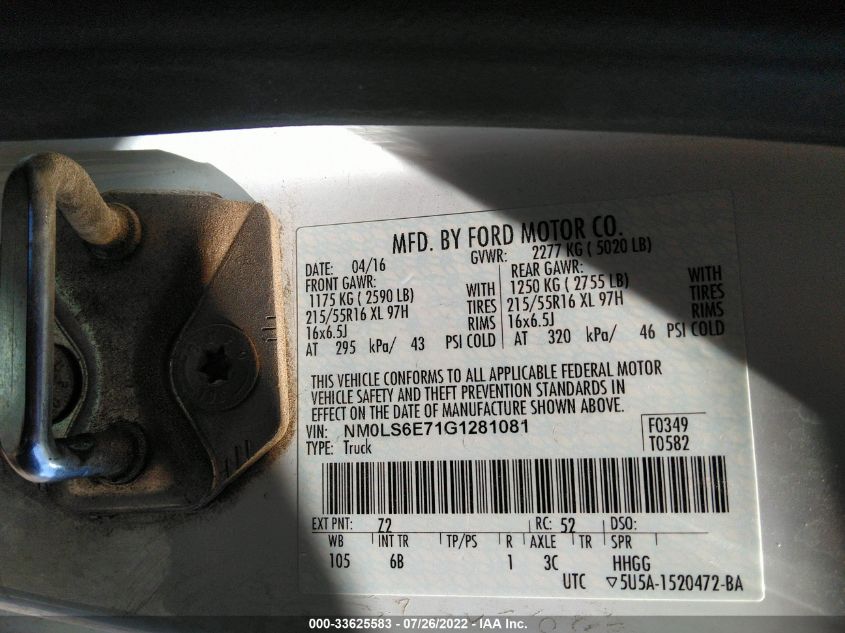 MFD. BY FORD MOTOR CO.
DATE: 04/16 GVWR: 2277 KG ( 5020 LB)
FRONT GAWR: REAR GAWR:
1175 KG ( 2590 LB) WITH 1250 KG ( 2755 LB) WITH
215/55R16 XL 97H TIRES 215/55R16 XL 97H TIRES
16x6.5J RIMS 16x6.5J RIMS
AT 295 kPa/ 43 PSI COLD AT 320 kPa/ 46 PSI COLD
THIS VEHICLE CONFORMS TO ALL APPLICABLE FEDERAL MOTOR
VEHICLE SAFETY AND THEFT PREVENTION STANDARDS IN
EFFECT ON THE DATE OF MANUFACTURE SHOWN ABOVE.
VIN: NM0LS6E71G1281081 F0349
TYPE: Truck T0582
EXT PNT: Z2 RC: 52 DSO:
WB INT TR TP/PS R AXLE TR SPR
105 6B 1 3C HHGG
UTC ▽5U5A-1520472-BA
000-33625583 - 07/26/2022 - IAA Inc.